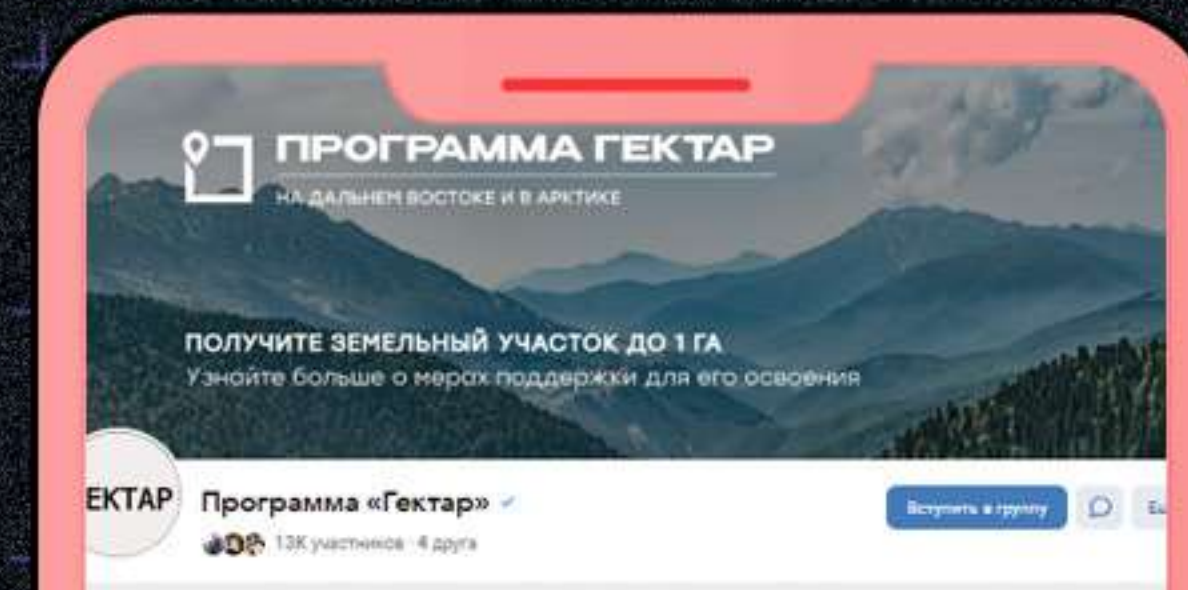 ПРОГРАММА ГЕКТАР
НА ДАЛЬНЕМ ВОСТОКЕ И В АРКТИКЕ
ПОЛУЧИТЕ ЗЕМЕЛЬНЫЙ УЧАСТОК ДО 1 ГА
Узнайте больше о мерах поддержки для его освоения
ЕКТАР
Программа «Гектар»
Вступить в группу
13K участников · 4 друга